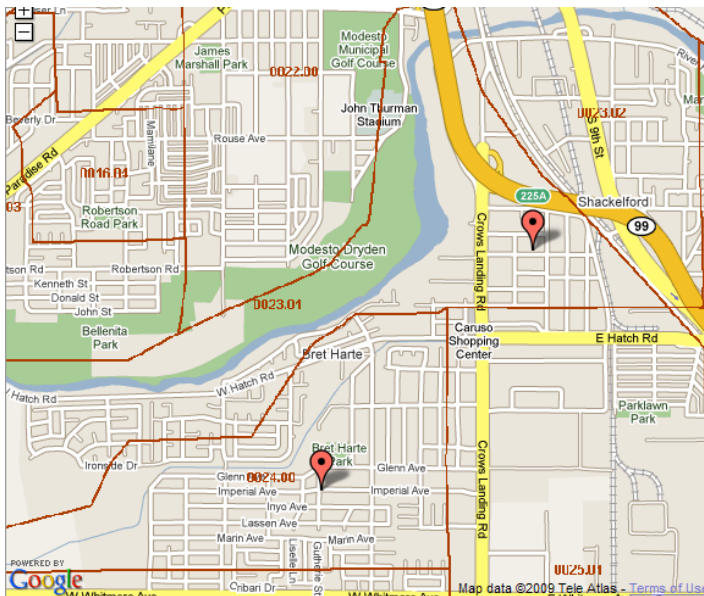 James
Marshall Park
0022.00
Modesto
Municipal
Golf Course
John Thurman
Stadium
0023.02
S 9th St
Beverly Dr
Rouse Ave
Paradise Rd
0016.04
03
Robertson
Road Park
225A
Shackelford
99
Crows Landing Rd
Modesto Dryden
Golf Course
Robertson Rd
Kenneth St
Donald St
John St
0023.01
Bellenita
Park
Bret Harte
Caruso
Shopping
Center
E Hatch Rd
W Hatch Rd
Hatch Rd
Parklawn
Park
Ironside Dr
Bret Harte
Park
Crows Landing Rd
Glenn Ave
0024.00
Glenn Ave
Imperial Ave
Imperial Ave
Inyo Ave
Lassen Ave
Marin Ave
Marin Ave
Liselle Ln
Guthrie St
POWERED BY
Google
0025.01
W Whitmore Ave
Map data ©2009 Tele Atlas - Terms of Use